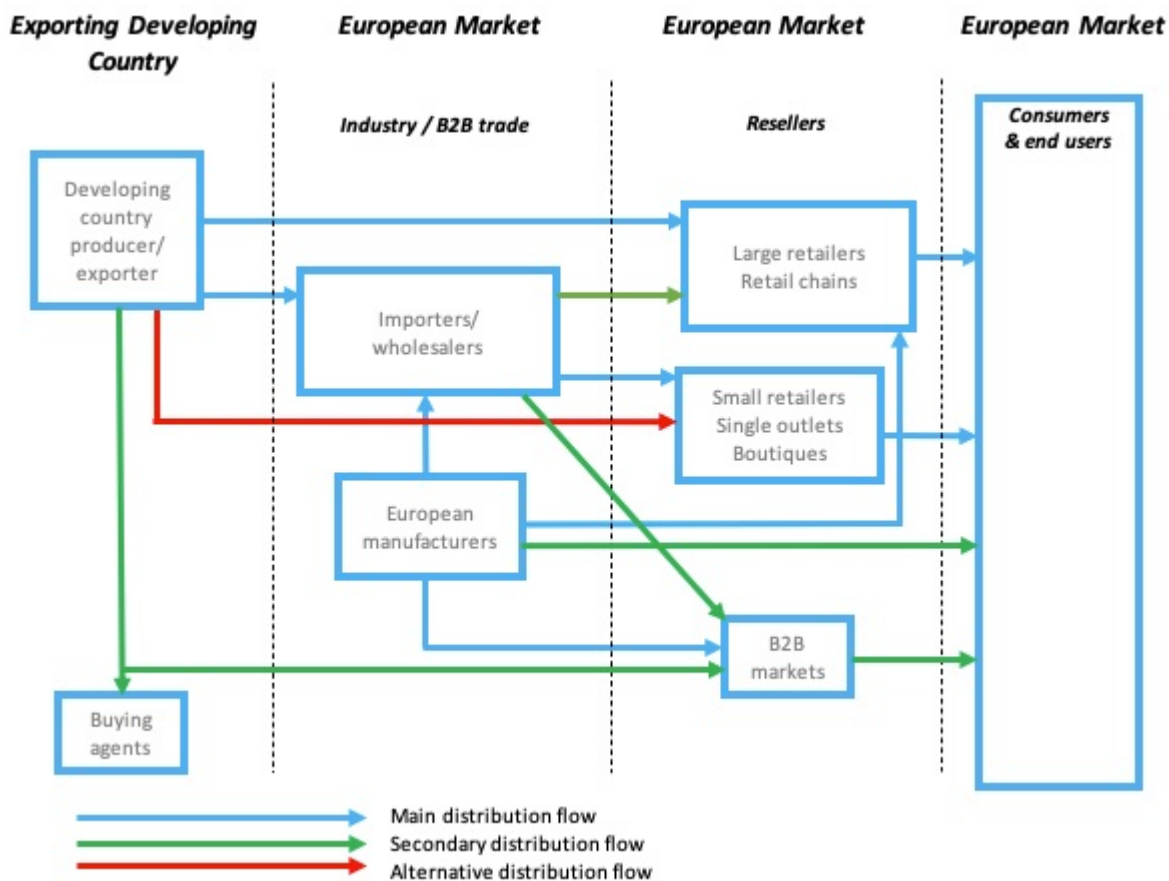 Exporting Developing
Country
European Market
European Market
European Market
Industry / B2B trade
Resellers
Consumers
& end users
Developing
country
producer/
exporter
Large retailers
Retail chains
Importers/
wholesalers
Small retailers
Single outlets
Boutiques
European
manufacturers
B2B
markets
Buying
agents
Main distribution flow
Secondary distribution flow
Alternative distribution flow